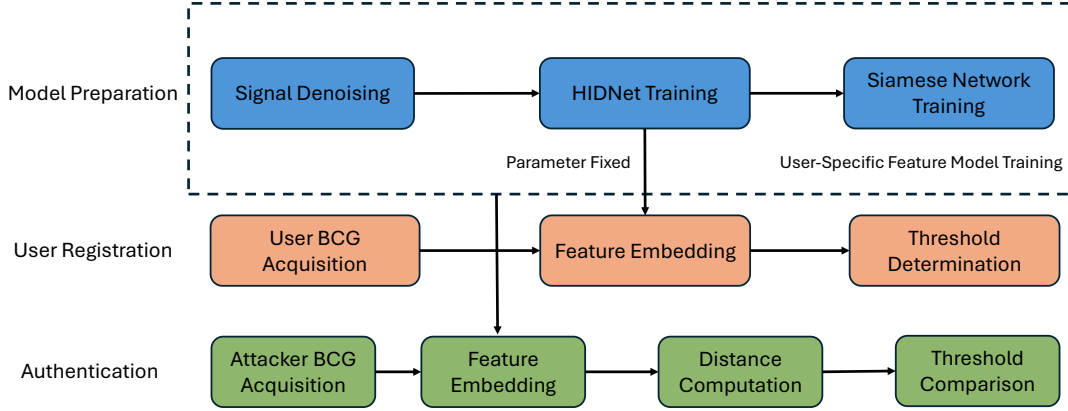 Model Preparation
Signal Denoising
HIDNet Training
Siamese Network
Training
Parameter Fixed
User-Specific Feature Model Training
User Registration
User BCG
Acquisition
Feature Embedding
Threshold
Determination
Authentication
Attacker BCG
Acquisition
Feature
Embedding
Distance
Computation
Threshold
Comparison